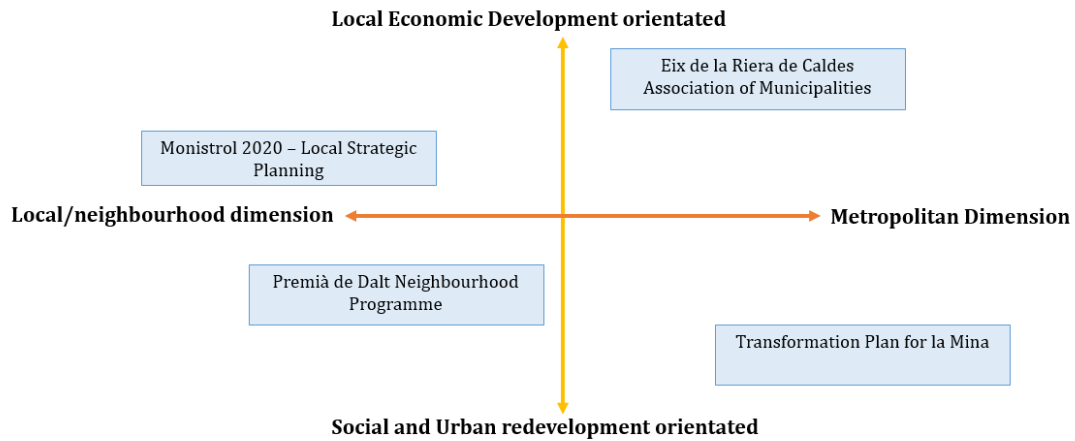 Local Economic Development orientated
Eix de la Riera de Caldes
Association of Municipalities
Monistrol 2020 – Local Strategic
Planning
Local/neighbourhood dimension
Metropolitan Dimension
Premià de Dalt Neighbourhood
Programme
Transformation Plan for la Mina
Social and Urban redevelopment orientated